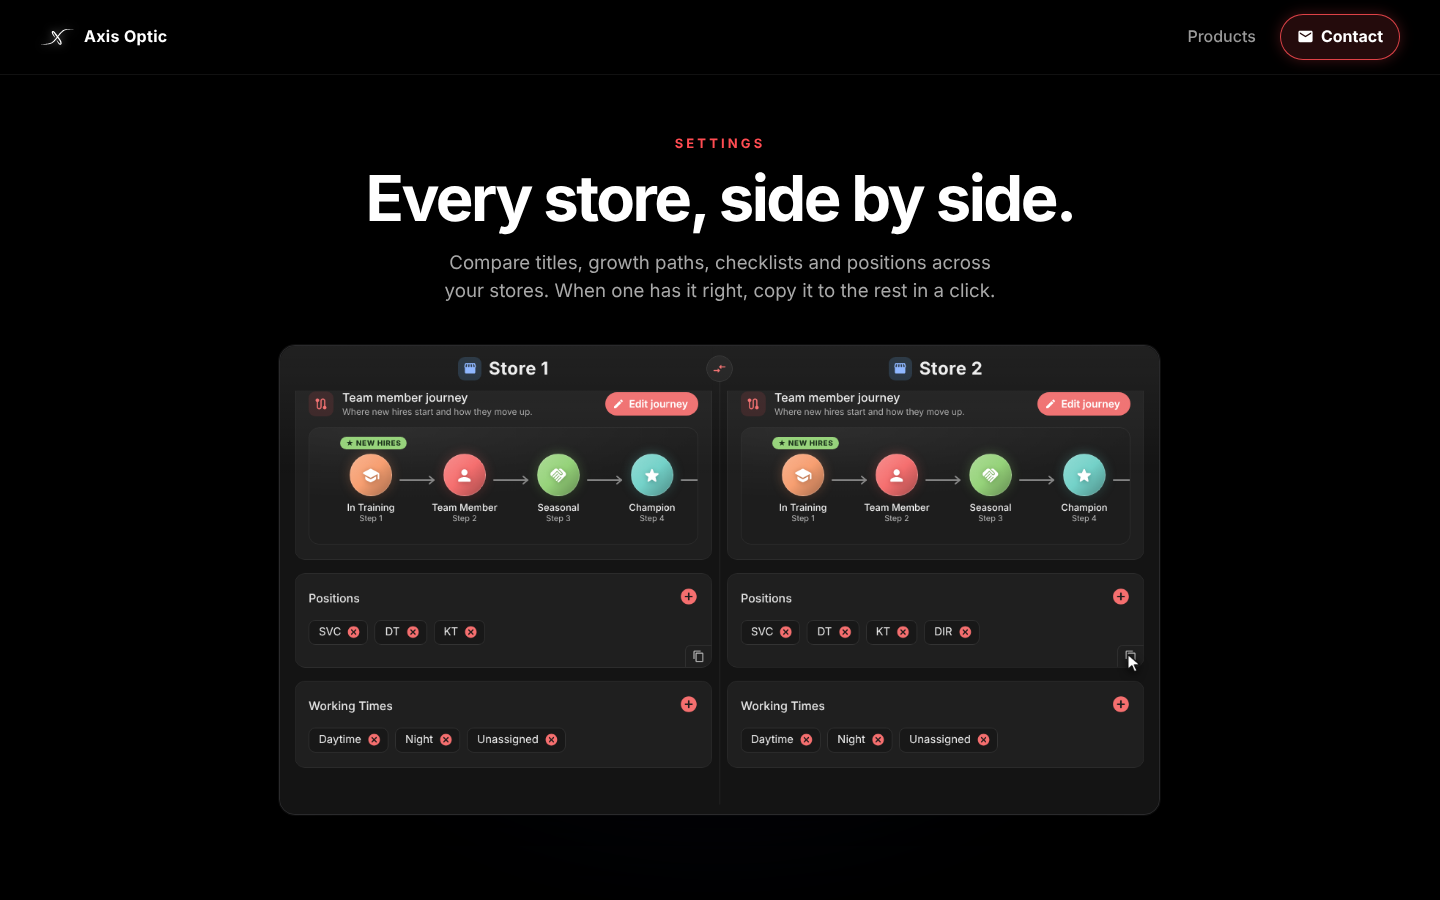 Axis Optic
Products
Contact
SETTINGS
Every store, side by side.
Compare titles, growth paths, checklists and positions across
your stores. When one has it right, copy it to the rest in a click.
Store 1
Team member journey
Where new hires start and how they move up.
Edit journey
★ NEW HIRES
In Training
Step 1
Team Member
Step 2
Seasonal
Step 3
Champion
Step 4
Positions
SVC
DT
KT
Working Times
Daytime
Night
Unassigned
Store 2
Team member journey
Where new hires start and how they move up.
Edit journey
★ NEW HIRES
In Training
Step 1
Team Member
Step 2
Seasonal
Step 3
Champion
Step 4
Positions
SVC
DT
KT
DIR
Working Times
Daytime
Night
Unassigned